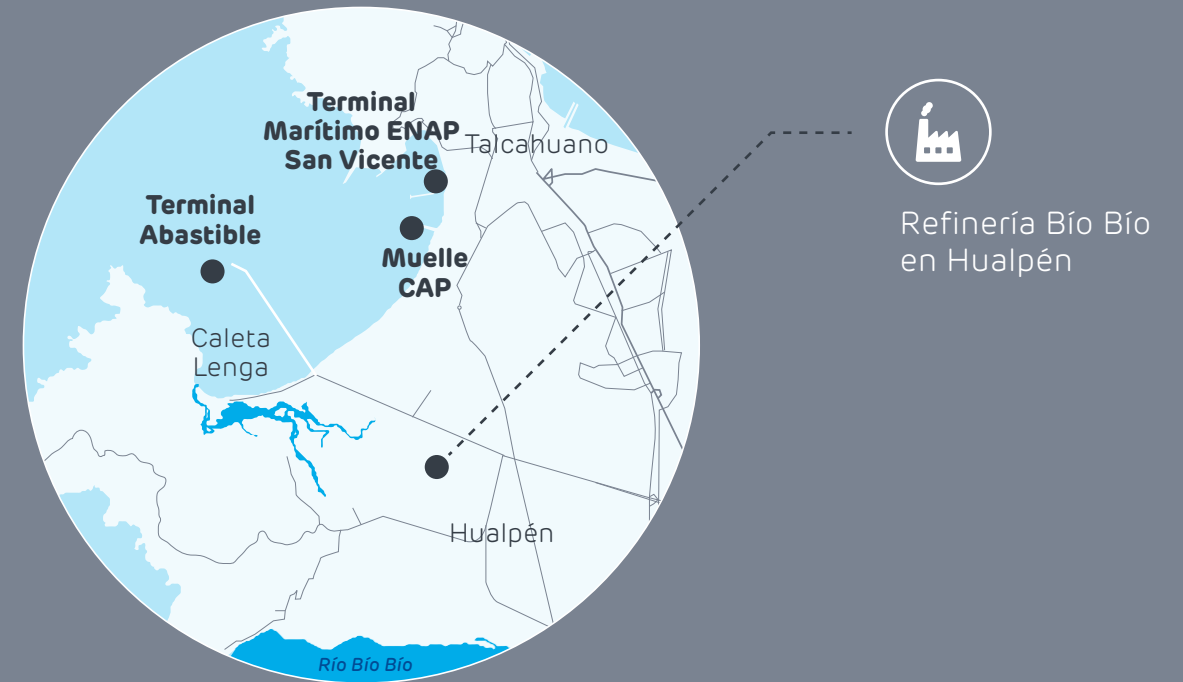 Terminal
Marítimo ENAP
San Vicente
Talcahuano
Terminal
Abastible
Muelle
CAP
Caleta
Lenga
Hualpén
Río Bío Bío
Refinería Bío Bío
en Hualpén